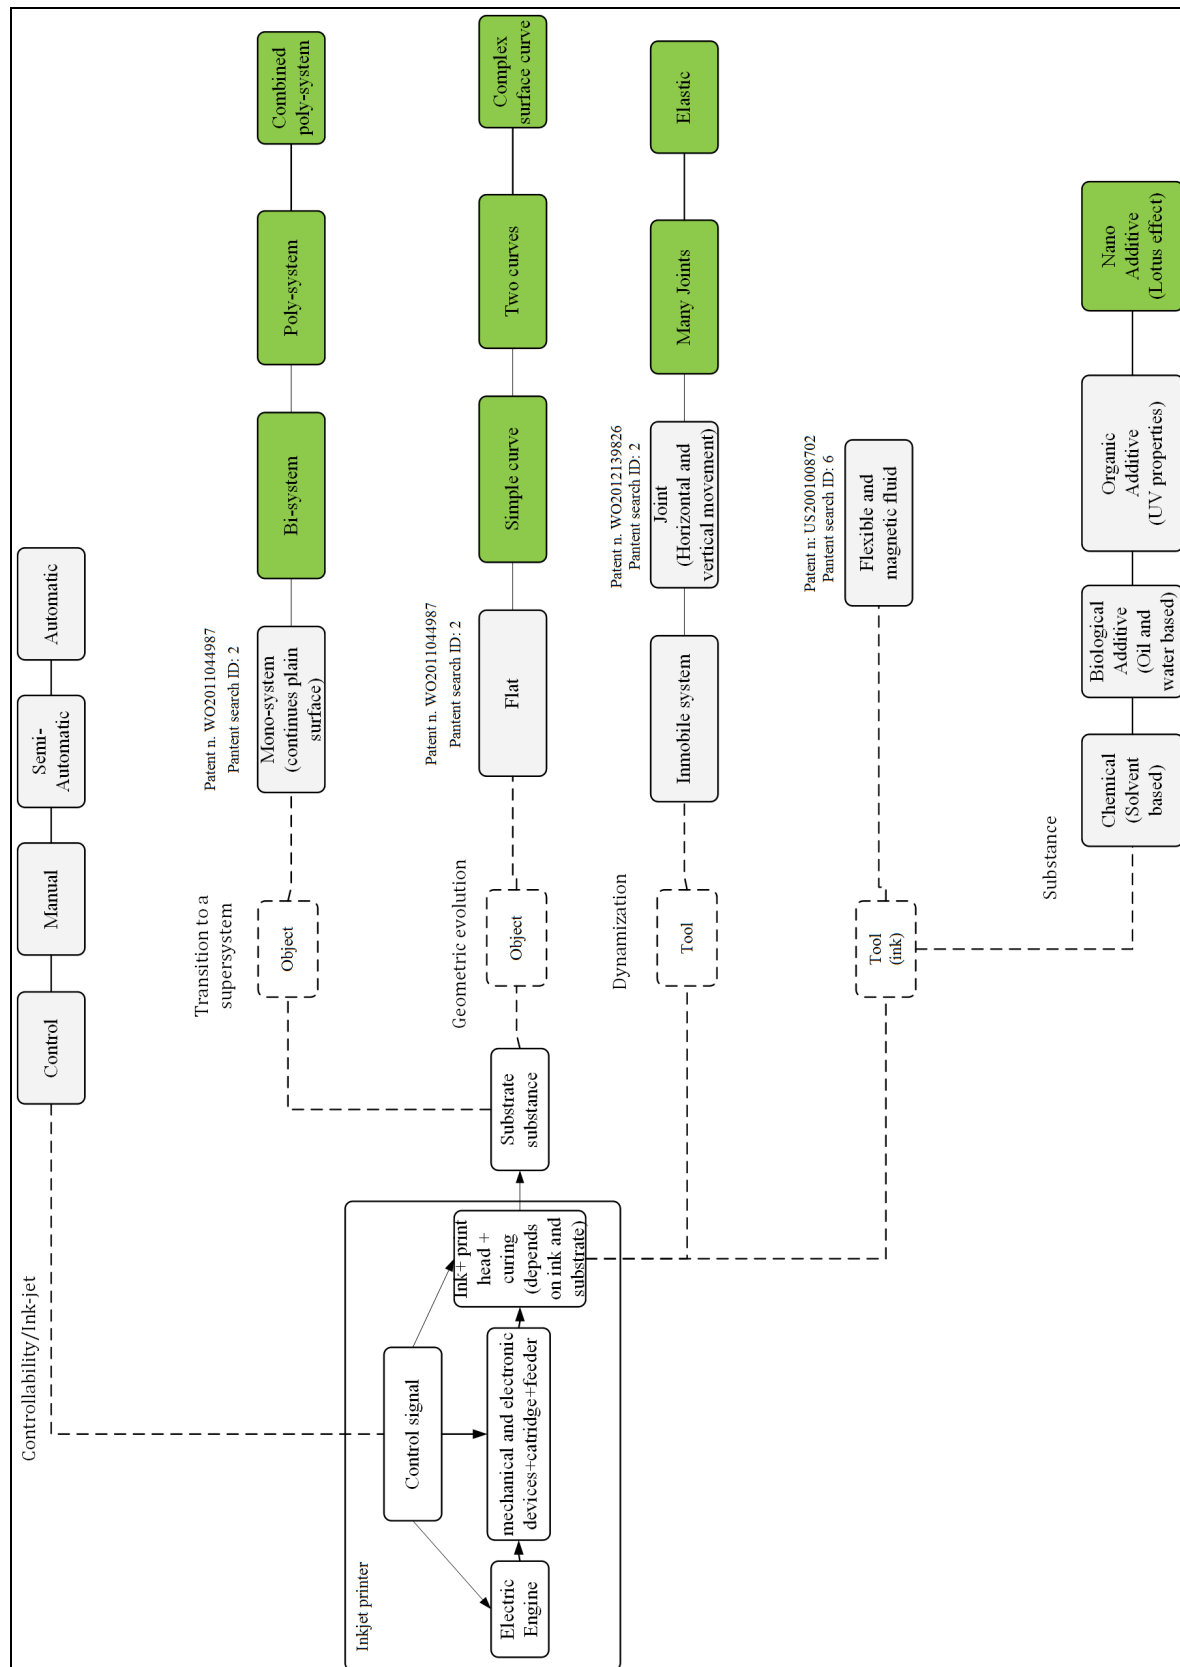 Controllability/Ink-jet
Control
Manual
Semi-
Automatic
Automatic
Transition to a
supersystem
Object
Patent n. WO2011044987
Pantent search ID: 2
Mono-system
(continues plain
surface)
Bi-system
Poly-system
Combined
poly-system
Inkjet printer
Control signal
Electric
Engine
mechanical and electronic
devices+catridge+feeder
Ink+ print
head +
curing
(depends
on ink and
substrate)
Substrate
substance
Geometric evolution
Object
Patent n. WO2011044987
Pantent search ID: 2
Flat
Simple curve
Two curves
Complex
surface curve
Dynamization
Tool
Inmobile system
Patent n. WO2012139826
Pantent search ID: 2
Joint
(Horizontal and
vertical movement)
Many Joints
Elastic
Tool
(ink)
Patent n: US2001008702
Pantent search ID: 6
Flexible and
magnetic fluid
Substance
Chemical
(Solvent
based)
Biological
Additive
(Oil and
water based)
Organic
Additive
(UV properties)
Nano
Additive
(Lotus effect)